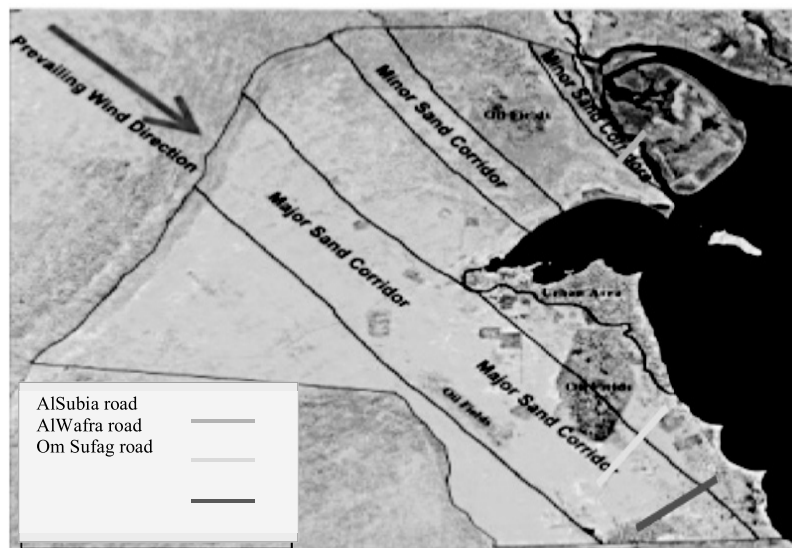 Prevailing Wind Direction
Minor Sand Corridor
Oil Fields
Minor Sand Corridors
Major Sand Corridor
Urban Area
Major Sand Corridor
Oil Fields
Oil Fields
AlSubia road
AlWafra road
Om Sufag road